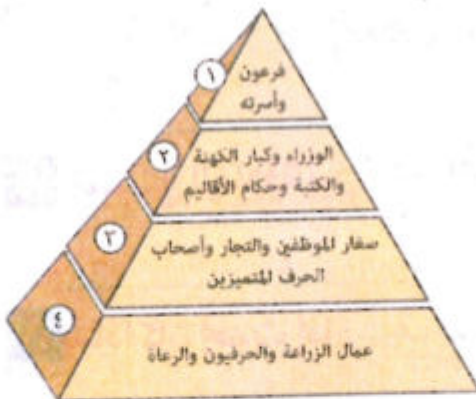 ١
فرعون
وأسرته
٢
الوزراء وكبار الكهنة
والكتبة وحكام الأقاليم
٣
صغار الموظفين والتجار وأصحاب
الحرف المتميزين
٤
عمال الزراعة والحرفيون والرعاة